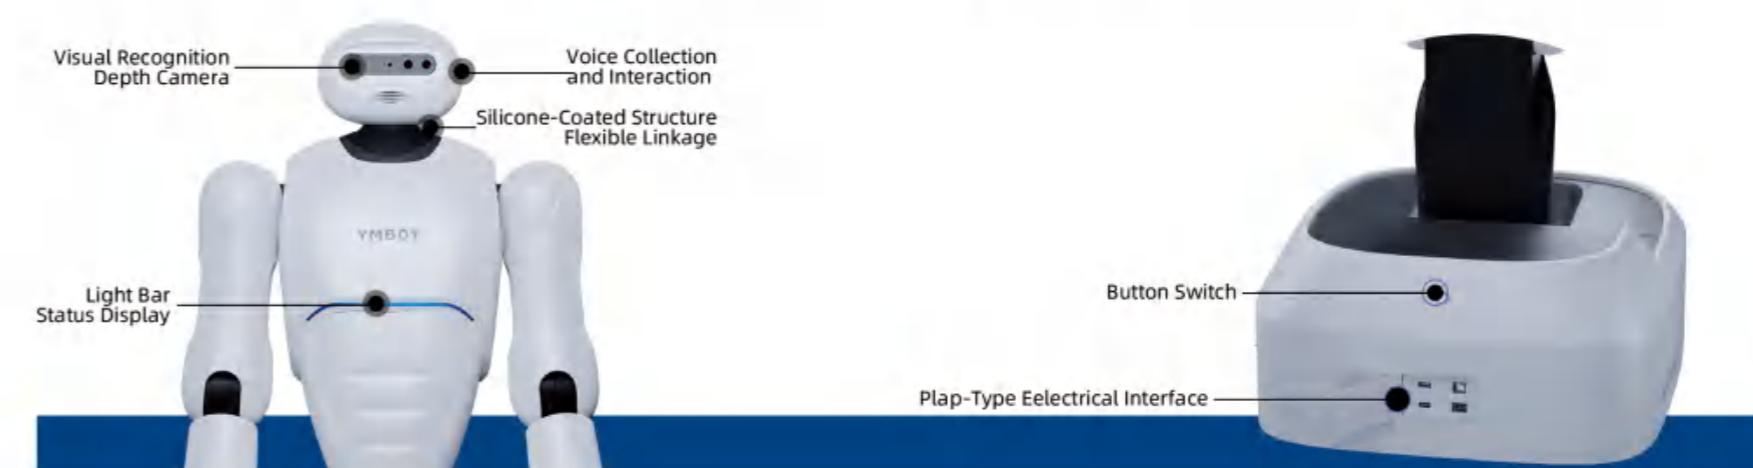 Visual Recognition
Depth Camera
Voice Collection
and Interaction
Silicone-Coated Structure
Flexible Linkage
YMBOT
Light Bar
Status Display
Button Switch
Plap-Type Eelectrical Interface